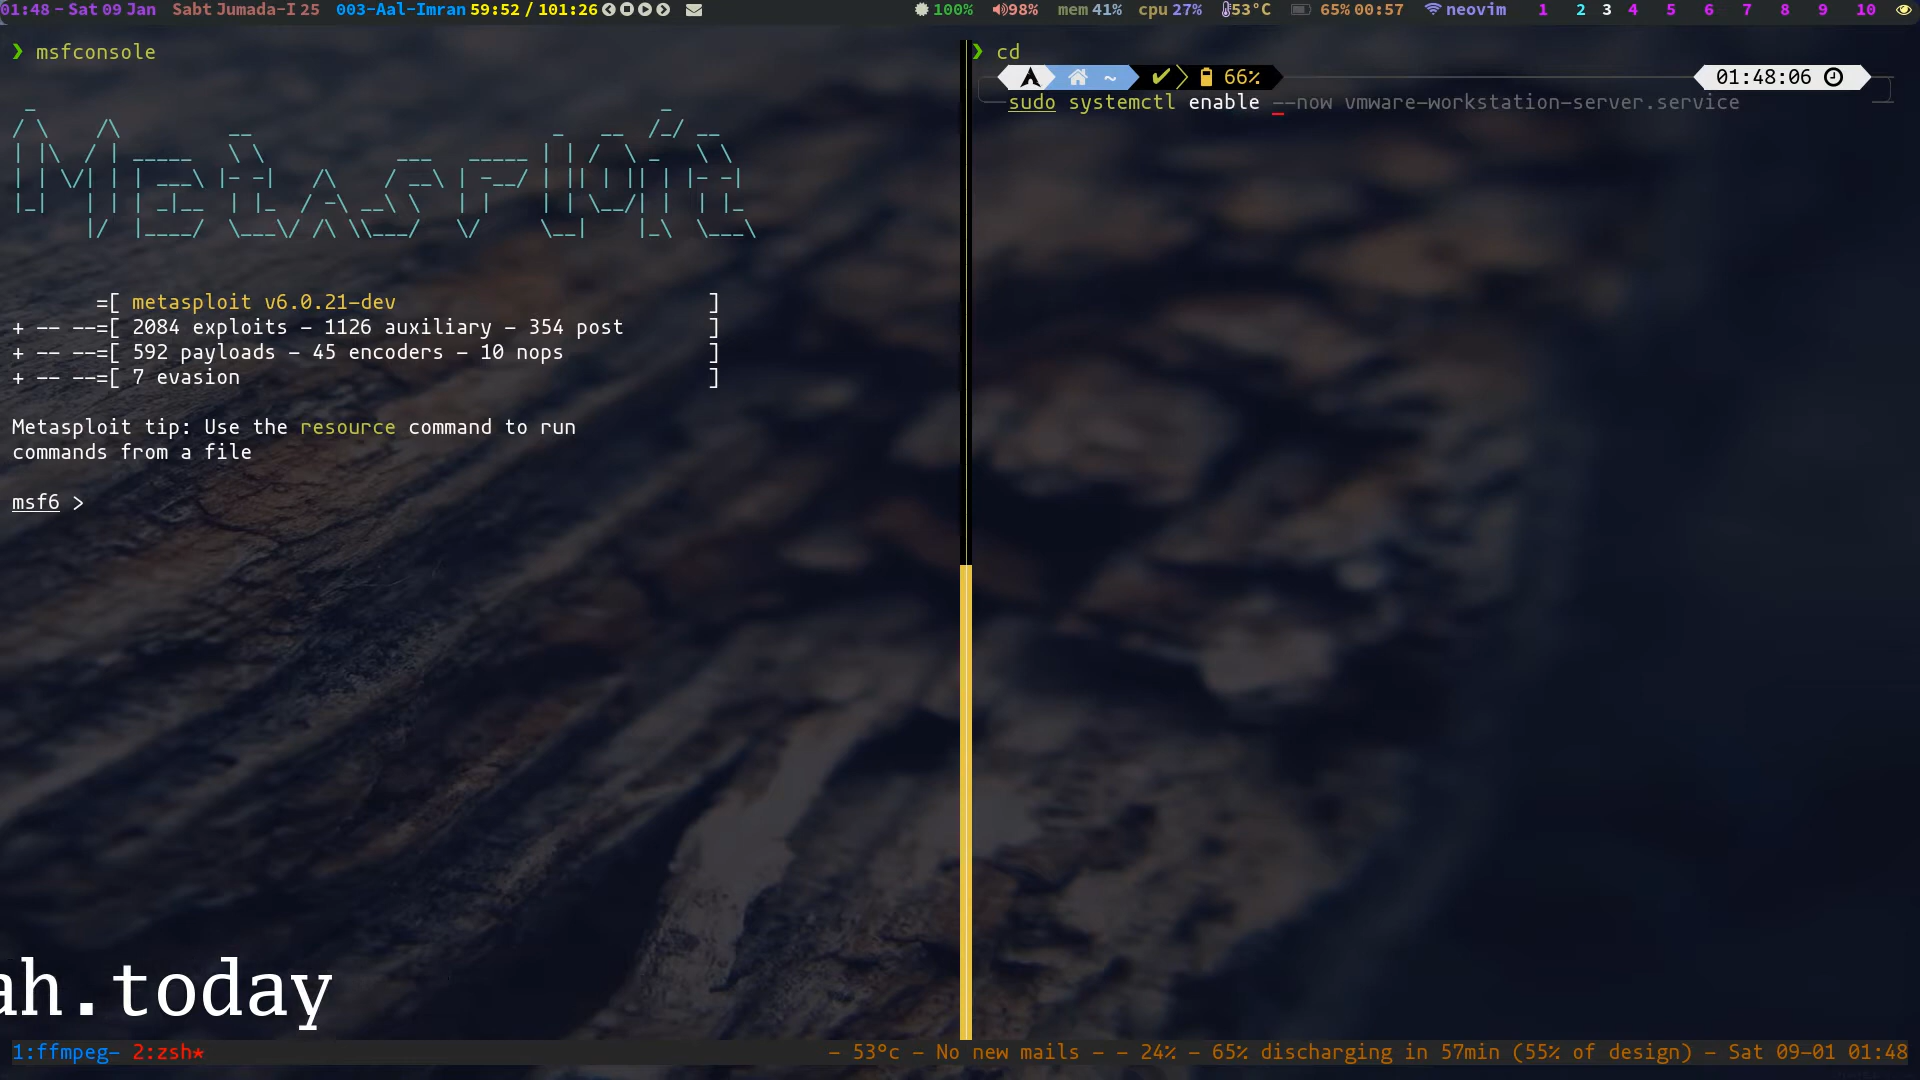 01:48 - Sat 09 Jan Sabt Jumada-I 25 003-Aal-Imran 59:52 / 101:26 100% 98% mem 41% cpu 27% 53°C 65% 00:57 neovim 1 2 3 4 5 6 7 8 9 10
❯ msfconsole
❯ cd
~ ✔ 66% 01:48:06
sudo systemctl enable --now vmware-workstation-server.service
Metasploit
=[ metasploit v6.0.21-dev ]
+ -- --=[ 2084 exploits - 1126 auxiliary - 354 post ]
+ -- --=[ 592 payloads - 45 encoders - 10 nops ]
+ -- --=[ 7 evasion ]
Metasploit tip: Use the resource command to run
commands from a file
msf6 >
ah.today
1:ffmpeg- 2:zsh* - 53°c - No new mails - - 24% - 65% discharging in 57min (55% of design) - Sat 09-01 01:48